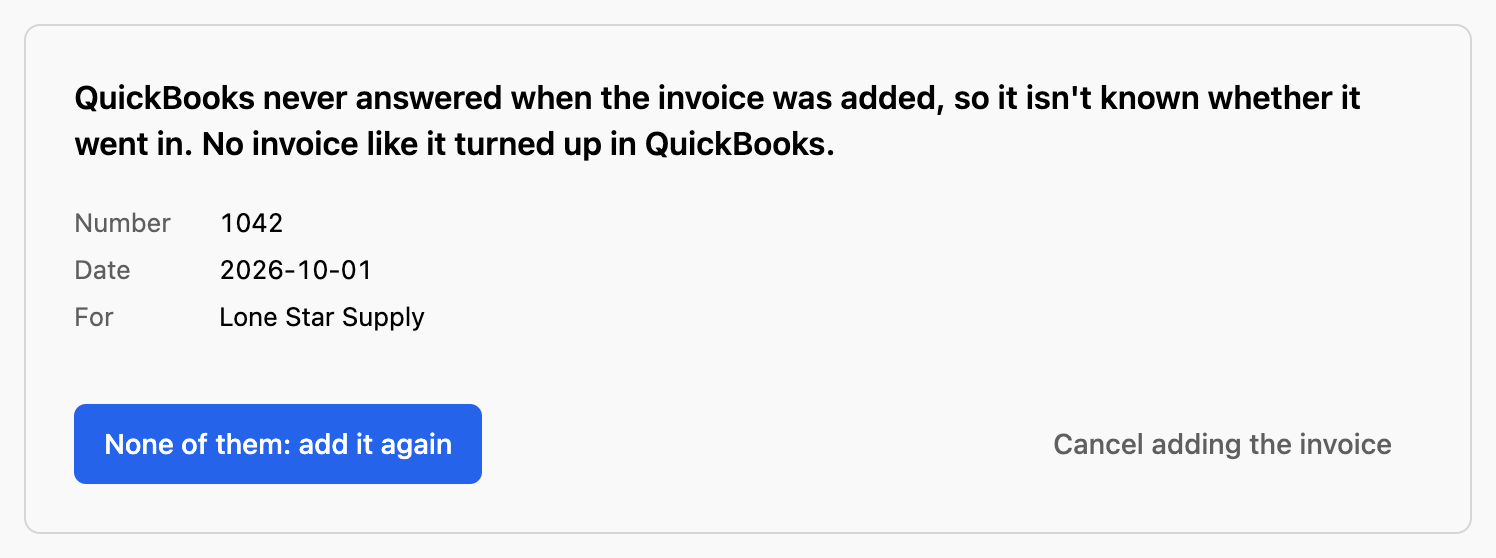 QuickBooks never answered when the invoice was added, so it isn't known whether it
went in. No invoice like it turned up in QuickBooks.
Number 1042
Date 2026-10-01
For Lone Star Supply
None of them: add it again
Cancel adding the invoice